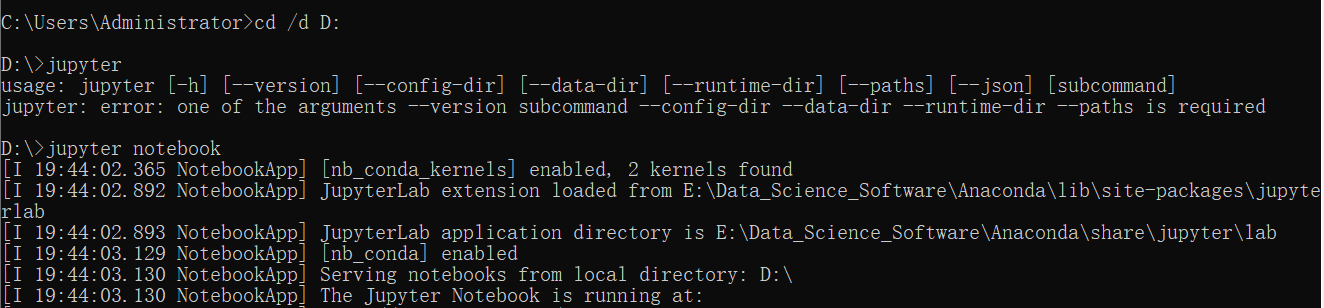 C:\Users\Administrator>cd /d D:
D:\>jupyter
usage: jupyter [-h] [--version] [--config-dir] [--data-dir] [--runtime-dir] [--paths] [--json] [subcommand]
jupyter: error: one of the arguments --version subcommand --config-dir --data-dir --runtime-dir --paths is required
D:\>jupyter notebook
[I 19:44:02.365 NotebookApp] [nb_conda_kernels] enabled, 2 kernels found
[I 19:44:02.892 NotebookApp] JupyterLab extension loaded from E:\Data_Science_Software\Anaconda\lib\site-packages\jupyte
rlab
[I 19:44:02.893 NotebookApp] JupyterLab application directory is E:\Data_Science_Software\Anaconda\share\jupyter\lab
[I 19:44:03.129 NotebookApp] [nb_conda] enabled
[I 19:44:03.130 NotebookApp] Serving notebooks from local directory: D:\
[I 19:44:03.130 NotebookApp] The Jupyter Notebook is running at: